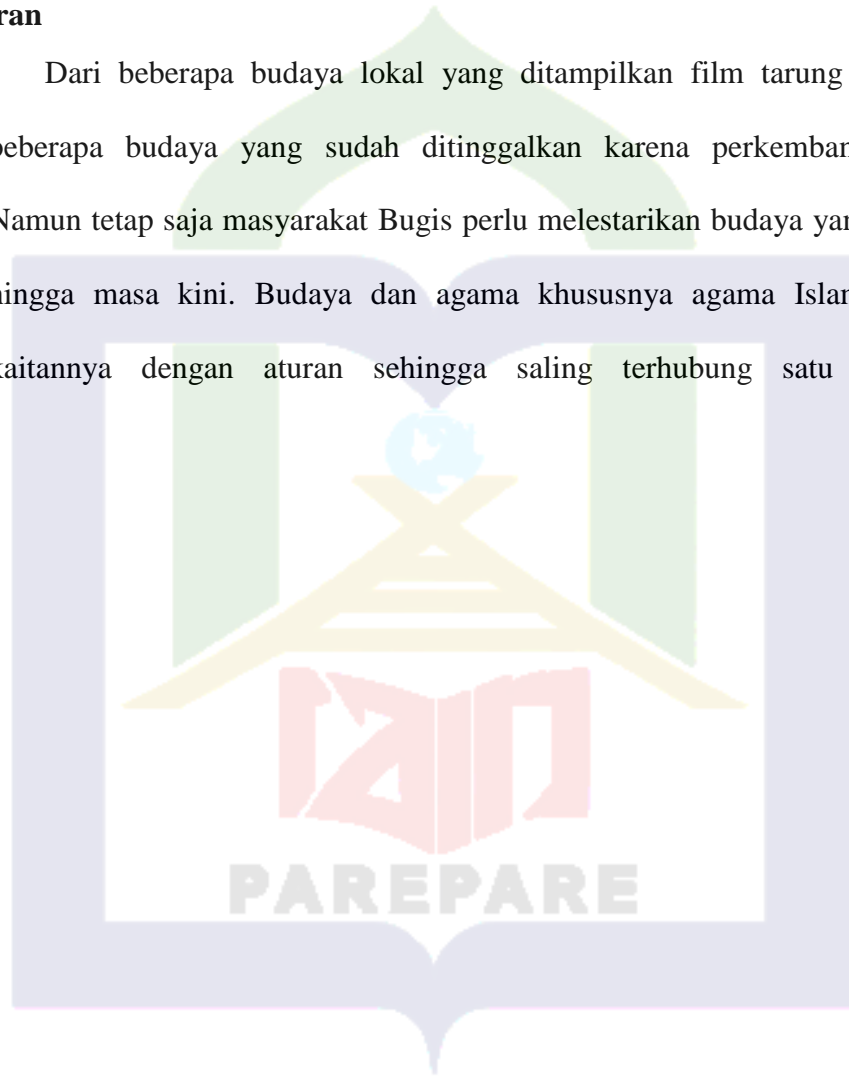 ran
Dari beberapa budaya lokal yang ditampilkan film tarung
beberapa budaya yang sudah ditinggalkan karena perkemban
Namun tetap saja masyarakat Bugis perlu melestarikan budaya yan
hingga masa kini. Budaya dan agama khususnya agama Islam
kaitannya dengan aturan sehingga saling terhubung satu
IAIN
PAREPARE